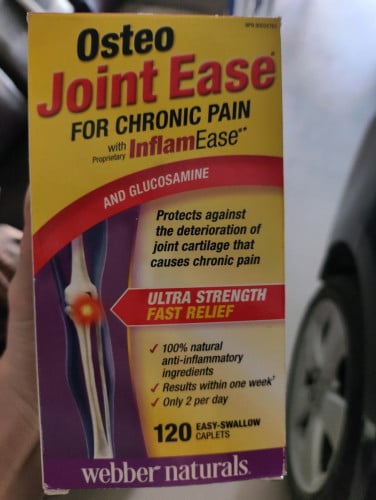 Osteo
Joint Ease®
FOR CHRONIC PAIN
with
Proprietary
InflamEase®*
AND GLUCOSAMINE
Protects against
the deterioration of
joint cartilage that
causes chronic pain
ULTRA STRENGTH
FAST RELIEF
✓ 100% natural
anti-inflammatory
ingredients
✓ Results within one week†
✓ Only 2 per day
120 EASY-SWALLOW
CAPLETS
webber naturals